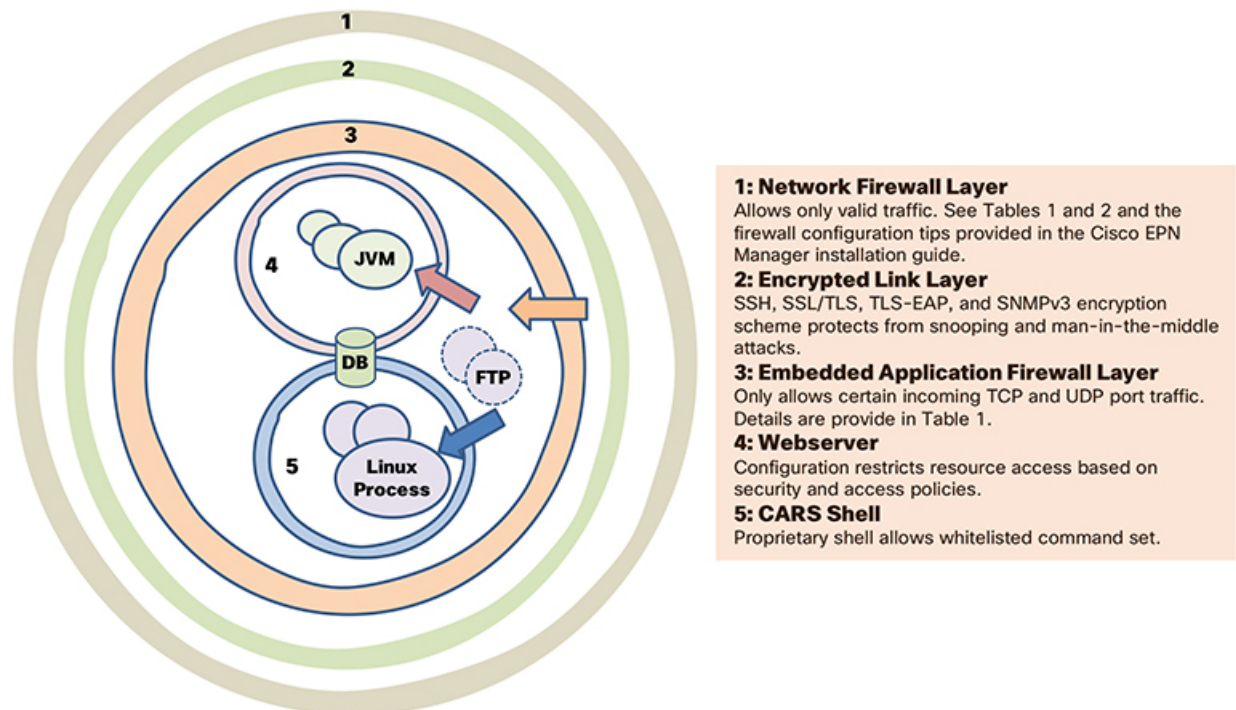 1
2
3
4
JVM
DB
FTP
5
Linux
Process
1: Network Firewall Layer
Allows only valid traffic. See Tables 1 and 2 and the
firewall configuration tips provided in the Cisco EPN
Manager installation guide.
2: Encrypted Link Layer
SSH, SSL/TLS, TLS-EAP, and SNMPv3 encryption
scheme protects from snooping and man-in-the-middle
attacks.
3: Embedded Application Firewall Layer
Only allows certain incoming TCP and UDP port traffic.
Details are provide in Table 1.
4: Webserver
Configuration restricts resource access based on
security and access policies.
5: CARS Shell
Proprietary shell allows whitelisted command set.